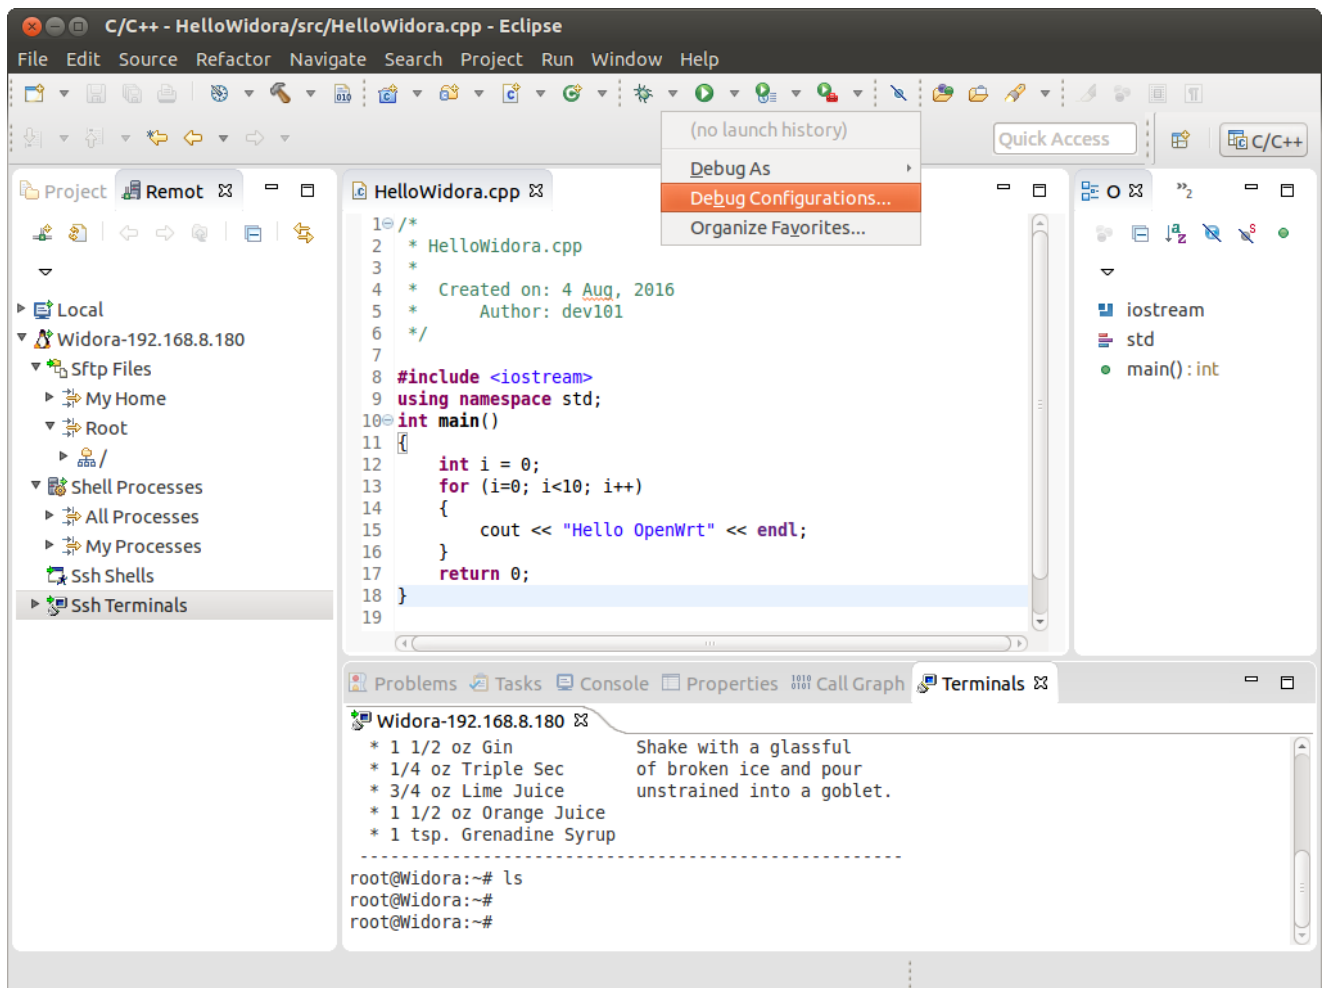 C/C++ - HelloWidora/src/HelloWidora.cpp - Eclipse
File Edit Source Refactor Navigate Search Project Run Window Help
(no launch history)
Debug As
Debug Configurations...
Organize Favorites...
Quick Access
C/C++
Project
Remot
Local
Widora-192.168.8.180
Sftp Files
My Home
Root
/
Shell Processes
All Processes
My Processes
Ssh Shells
Ssh Terminals
HelloWidora.cpp
1 /*
2 * HelloWidora.cpp
3 *
4 * Created on: 4 Aug, 2016
5 * Author: dev101
6 */
7
8 #include <iostream>
9 using namespace std;
10 int main()
11 {
12 int i = 0;
13 for (i=0; i<10; i++)
14 {
15 cout << "Hello OpenWrt" << endl;
16 }
17 return 0;
18 }
19
O
»2
iostream
std
main() : int
Problems Tasks Console Properties Call Graph Terminals
Widora-192.168.8.180
* 1 1/2 oz Gin Shake with a glassful
* 1/4 oz Triple Sec of broken ice and pour
* 3/4 oz Lime Juice unstrained into a goblet.
* 1 1/2 oz Orange Juice
* 1 tsp. Grenadine Syrup
-----------------------------------------------------
root@Widora:~# ls
root@Widora:~#
root@Widora:~#